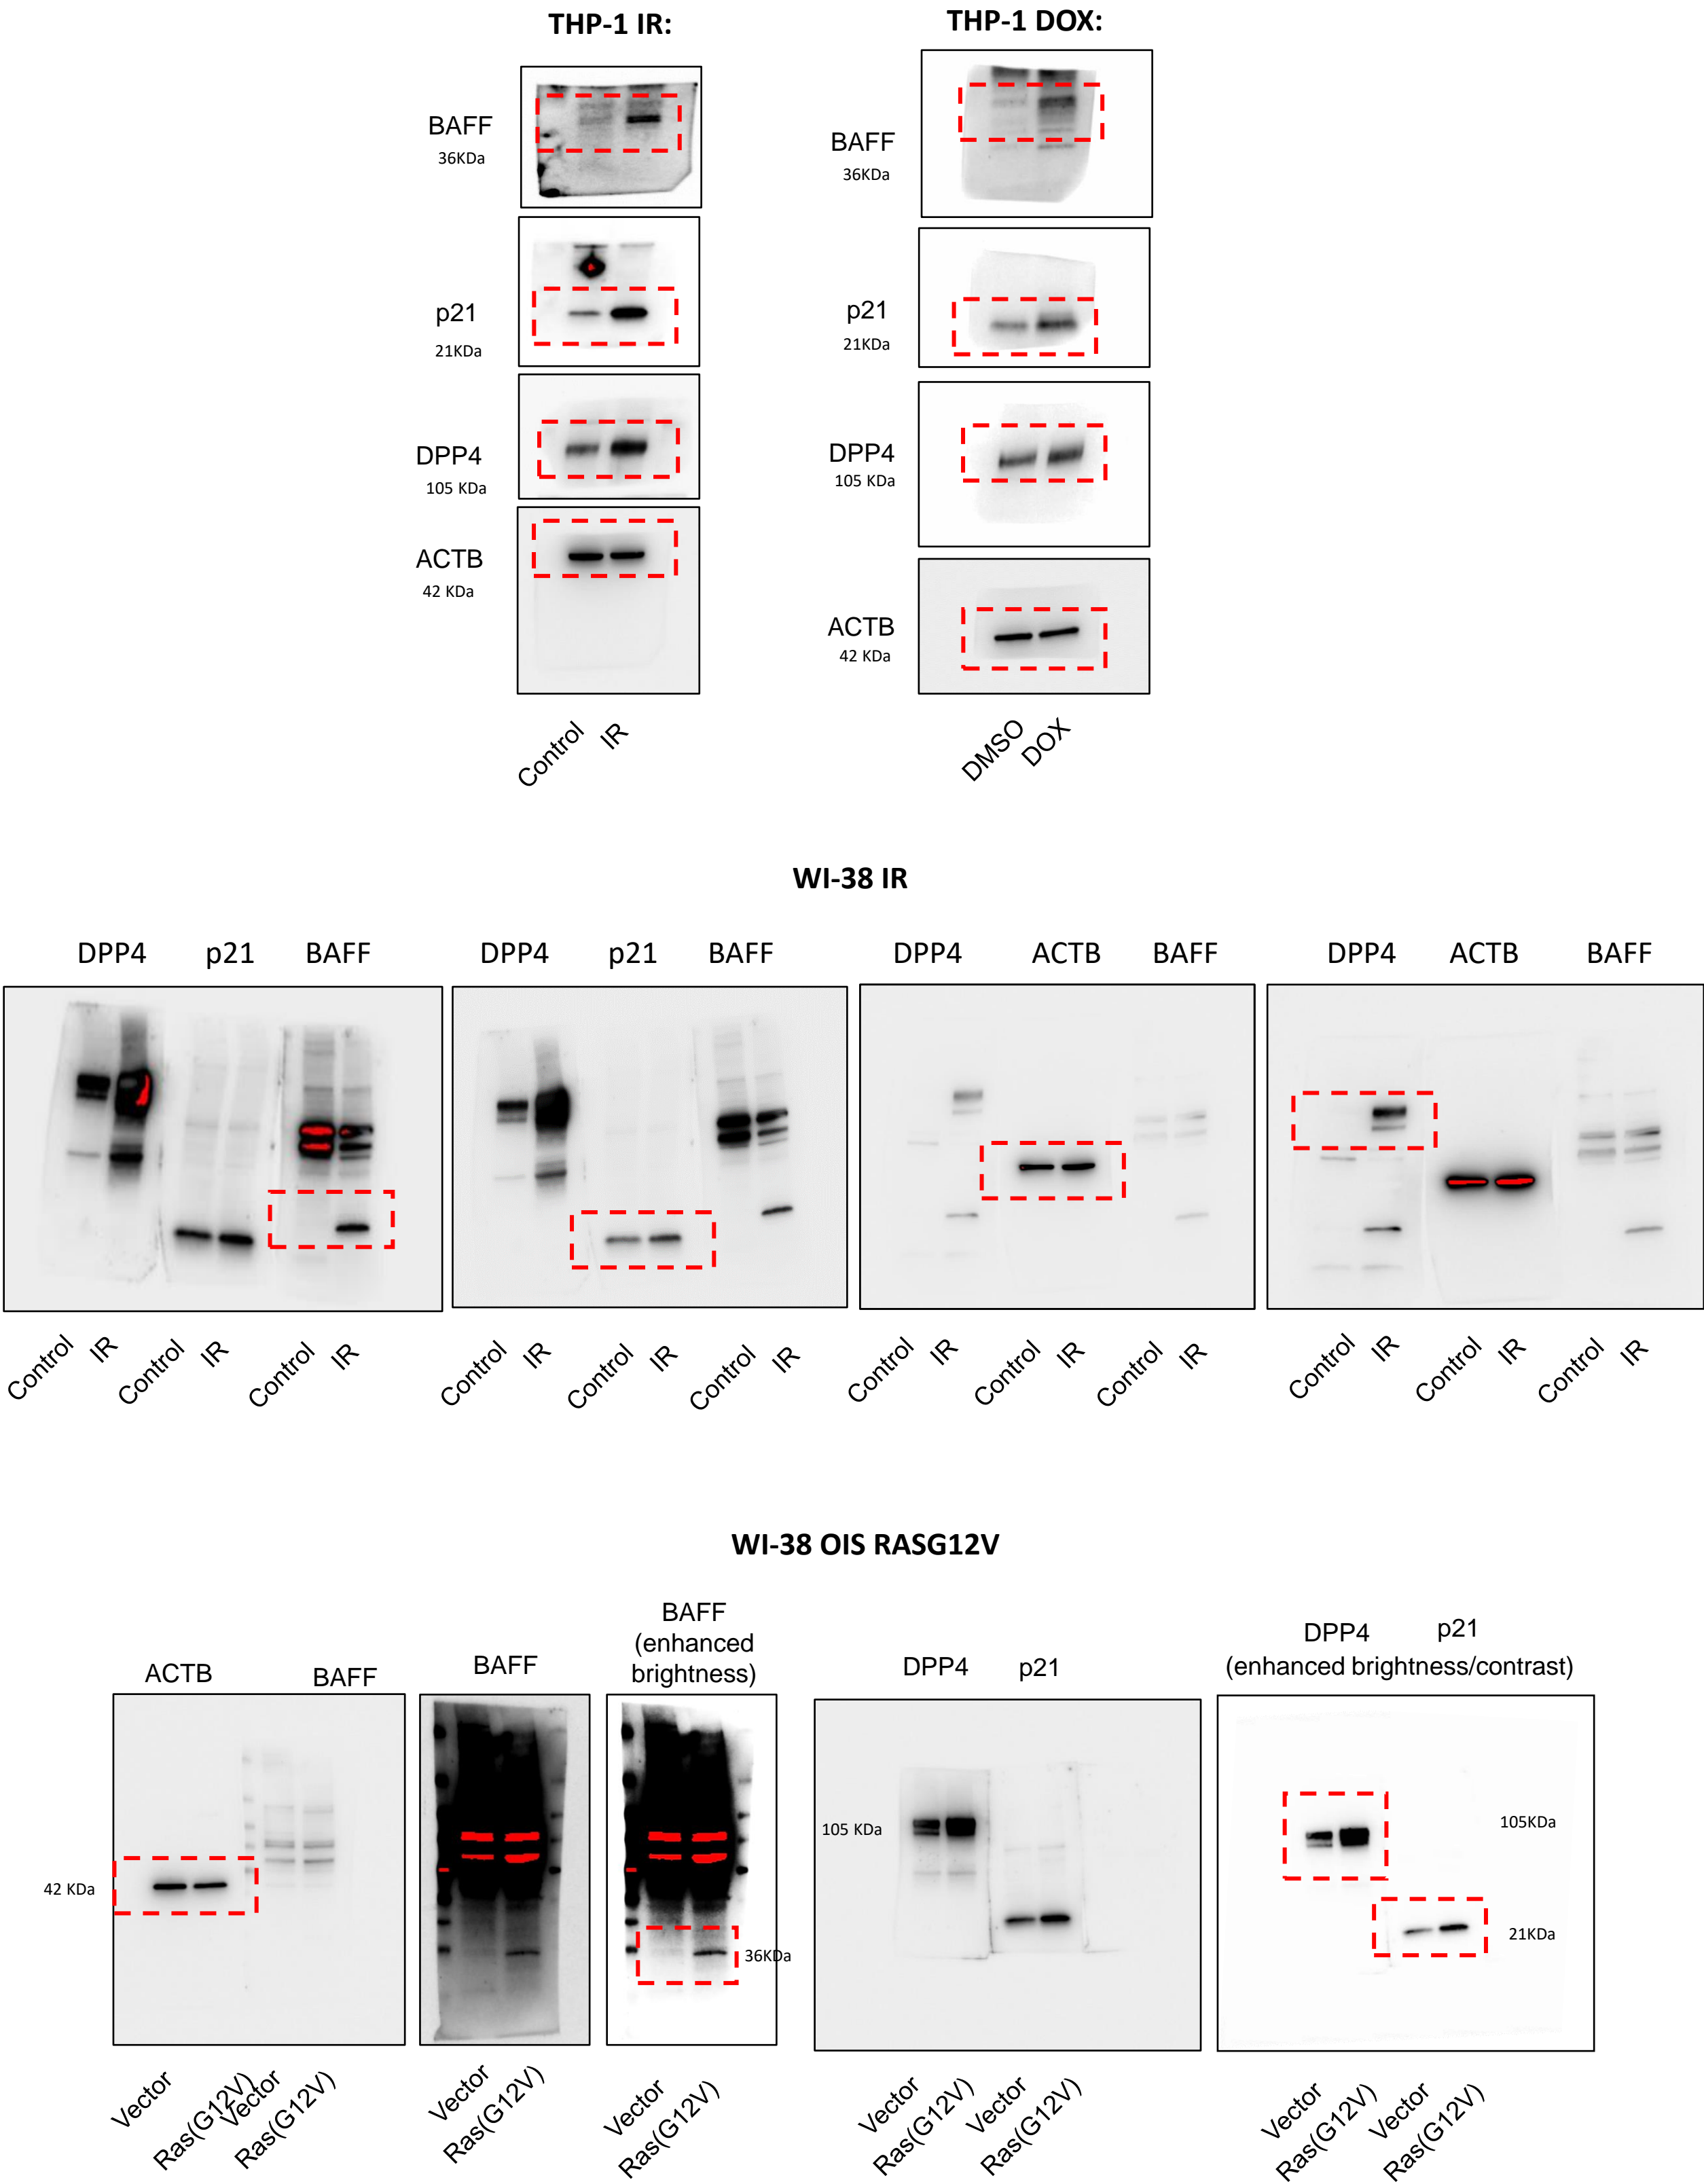 THP-1 IR:
THP-1 DOX:
BAFF
36KDa
p21
21KDa
DPP4
105 KDa
ACTB
42 KDa
Control
IR
BAFF
36KDa
p21
21KDa
DPP4
105 KDa
ACTB
42 KDa
DMSO
DOX
WI-38 IR
DPP4 p21 BAFF
DPP4 p21 BAFF
DPP4 ACTB BAFF
DPP4 ACTB BAFF
Control IR Control IR Control IR
Control IR Control IR Control IR
Control IR Control IR Control IR
Control IR Control IR Control IR
WI-38 OIS RASG12V
ACTB
BAFF
42 KDa
Vector
Ras(G12V)
Vector
Ras(G12V)
BAFF
Vector
Ras(G12V)
BAFF
(enhanced
brightness)
36KDa
Vector
Ras(G12V)
DPP4
p21
105 KDa
Vector
Ras(G12V)
Vector
Ras(G12V)
DPP4
p21
(enhanced brightness/contrast)
105KDa
21KDa
Vector
Ras(G12V)
Vector
Ras(G12V)